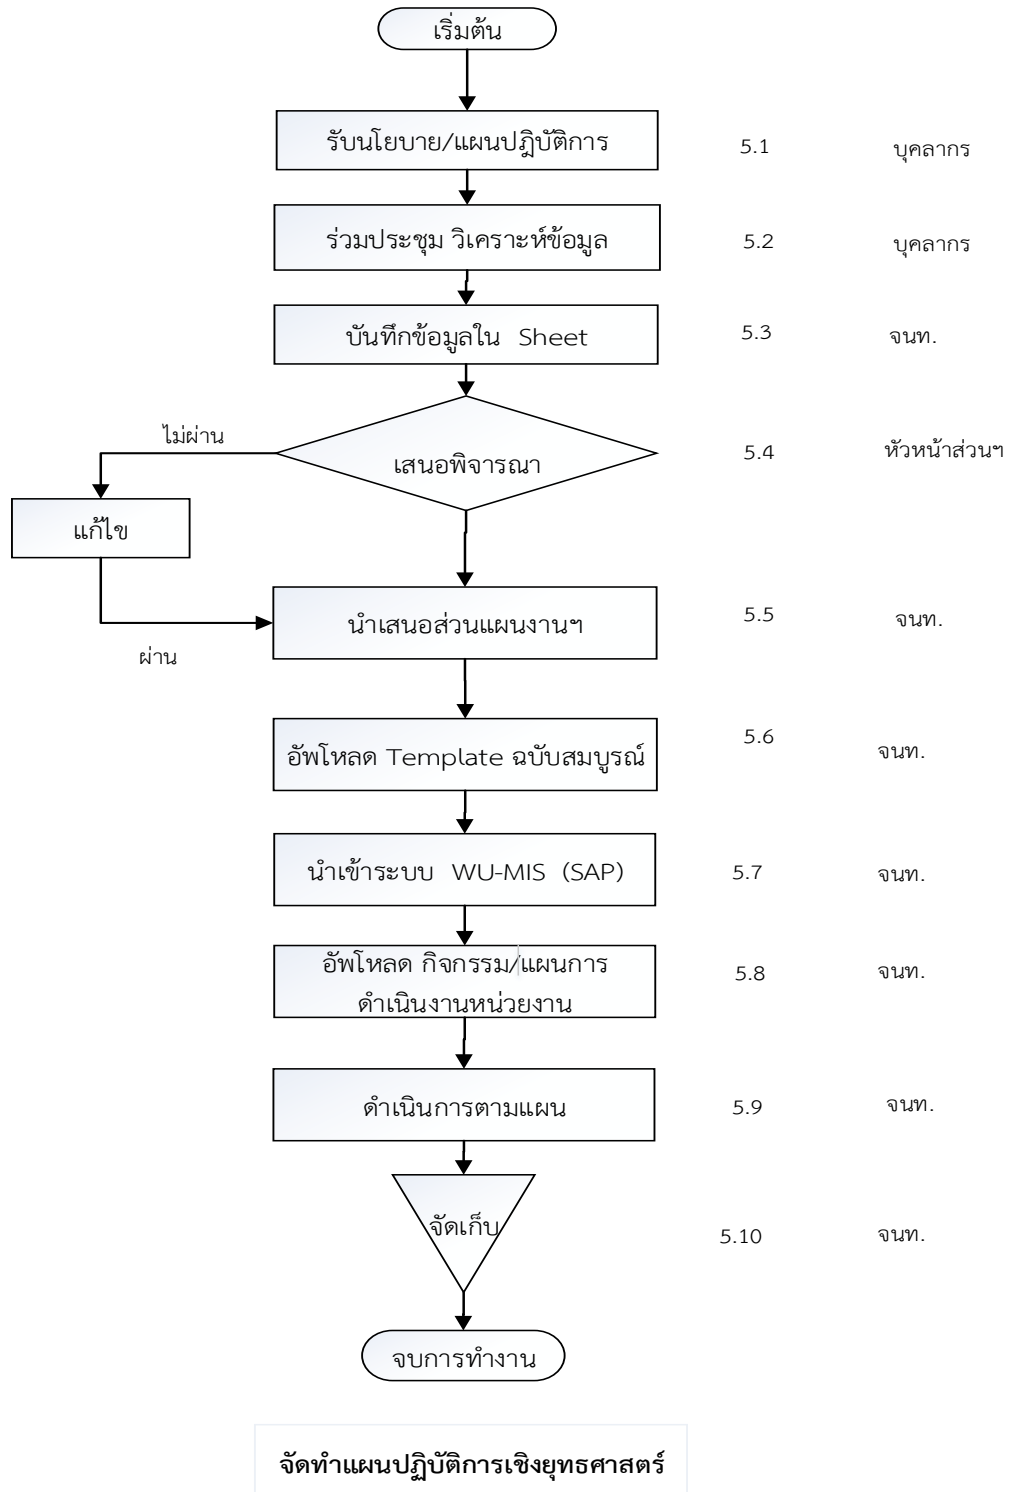 เริ่มต้น
รับนโยบาย/แผนปฎิบัติการ 5.1 บุคลากร
ร่วมประชุม วิเคราะห์ข้อมูล 5.2 บุคลากร
บันทึกข้อมูลใน Sheet 5.3 จนท.
ไม่ผ่าน
เสนอพิจารณา 5.4 หัวหน้าส่วนฯ
แก้ไข
นำเสนอส่วนแผนงานฯ 5.5 จนท.
ผ่าน
อัพโหลด Template ฉบับสมบูรณ์ 5.6 จนท.
นำเข้าระบบ WU-MIS (SAP) 5.7 จนท.
อัพโหลด กิจกรรม/แผนการ
ดำเนินงานหน่วยงาน 5.8 จนท.
ดำเนินการตามแผน 5.9 จนท.
จัดเก็บ 5.10 จนท.
จบการทำงาน
จัดทำแผนปฏิบัติการเชิงยุทธศาสตร์